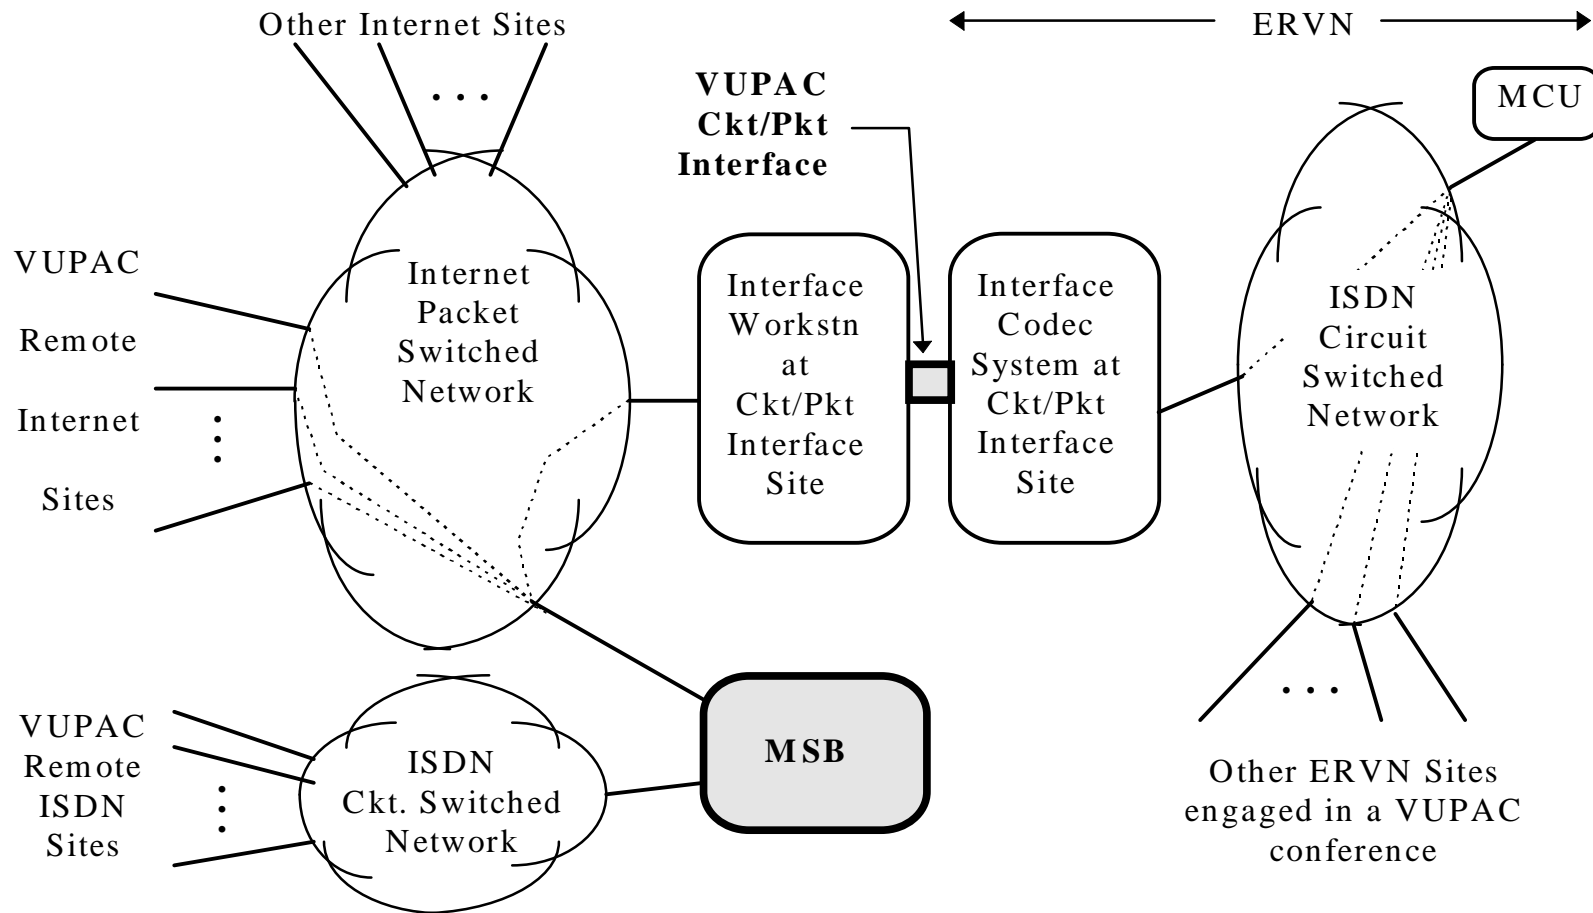 Other Internet Sites
. . .
ERVN
VUPAC
Ckt/Pkt
Interface
MCU
VUPAC
Remote
Internet
Sites
Internet
Packet
Switched
Network
Interface
Workstn
at
Ckt/Pkt
Interface
Site
Interface
Codec
System at
Ckt/Pkt
Interface
Site
ISDN
Circuit
Switched
Network
VUPAC
Remote
ISDN
Sites
ISDN
Ckt. Switched
Network
MSB
. . .
Other ERVN Sites
engaged in a VUPAC
conference